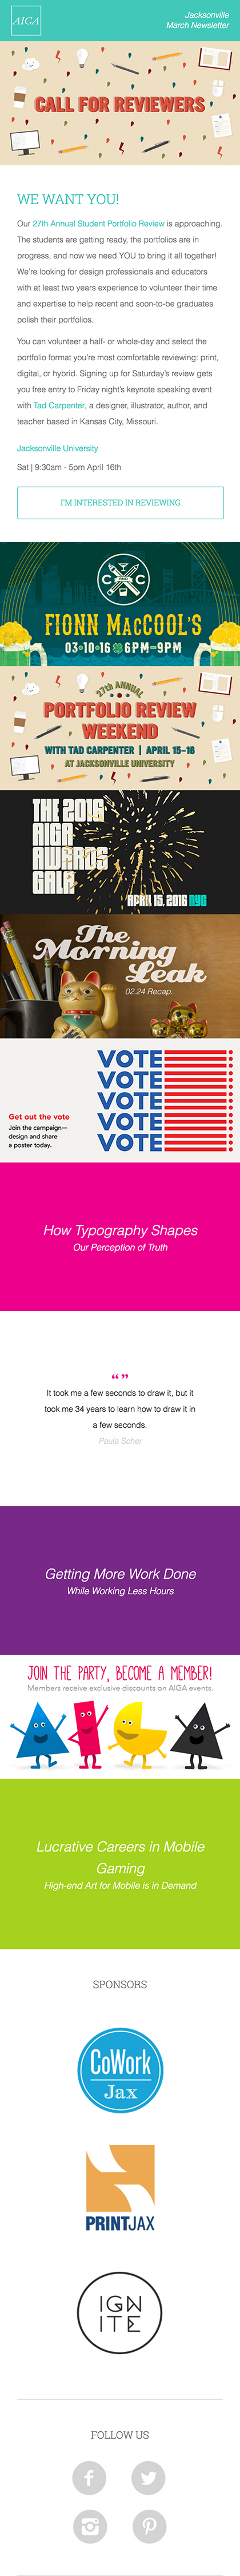 AIGA
Jacksonville
March Newsletter
CALL FOR REVIEWERS
WE WANT YOU!
Our 27th Annual Student Portfolio Review is approaching.
The students are getting ready, the portfolios are in
progress, and now we need YOU to bring it all together!
We're looking for design professionals and educators
with at least two years experience to volunteer their time
and expertise to help recent and soon-to-be graduates
polish their portfolios.
You can volunteer a half- or whole-day and select the
portfolio format you're most comfortable reviewing: print,
digital, or hybrid. Signing up for Saturday's review gets
you free entry to Friday night's keynote speaking event
with Tad Carpenter, a designer, illustrator, author, and
teacher based in Kansas City, Missouri.
Jacksonville University
Sat | 9:30am - 5pm April 16th
I'M INTERESTED IN REVIEWING
C C
FIONN MACCOOL'S
03•10•16 6PM–9PM
27th ANNUAL
PORTFOLIO REVIEW
WEEKEND
WITH TAD CARPENTER | APRIL 15–16
AT JACKSONVILLE UNIVERSITY
THE 2016
AIGA
AWARDS
GALA
APRIL 15, 2016 NYC
The
Morning
Leak
02.24 Recap.
VOTE
VOTE
VOTE
VOTE
VOTE
Get out the vote
Join the campaign—
design and share
a poster today.
How Typography Shapes
Our Perception of Truth
“ ”
It took me a few seconds to draw it, but it
took me 34 years to learn how to draw it in
a few seconds.
Paula Scher
Getting More Work Done
While Working Less Hours
JOIN THE PARTY, BECOME A MEMBER!
Members receive exclusive discounts on AIGA events.
Lucrative Careers in Mobile
Gaming
High-end Art for Mobile is in Demand
SPONSORS
CoWork
Jax
PRINTJAX
IGN
ITE
FOLLOW US